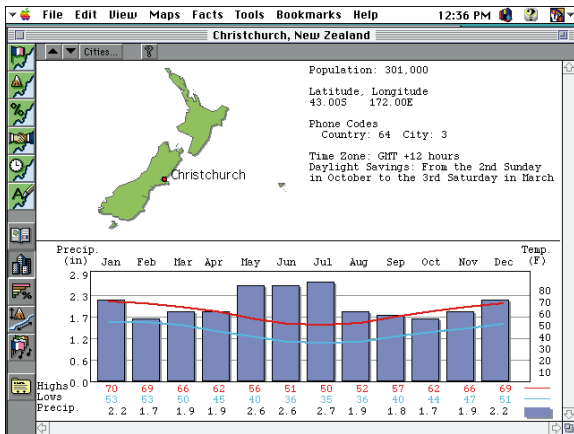 File Edit View Maps Facts Tools Bookmarks Help 12:36 PM
Christchurch, New Zealand
Cities...
Population: 301,000
Latitude, Longitude
43.00S 172.00E
Phone Codes
Country: 64 City: 3
Time Zone: GMT +12 hours
Daylight Savings: From the 2nd Sunday
in October to the 3rd Saturday in March
Christchurch
Precip. Temp.
(in) Jan Feb Mar Apr May Jun Jul Aug Sep Oct Nov Dec (F)
2.9
2.3
1.7
1.2
0.6
0.0
80
70
60
50
40
30
20
10
Highs 70 69 66 62 56 51 50 52 57 62 66 69
Lows 53 53 50 45 40 36 35 36 40 44 47 51
Precip. 2.2 1.7 1.9 1.9 2.6 2.6 2.7 1.9 1.8 1.7 1.9 2.2